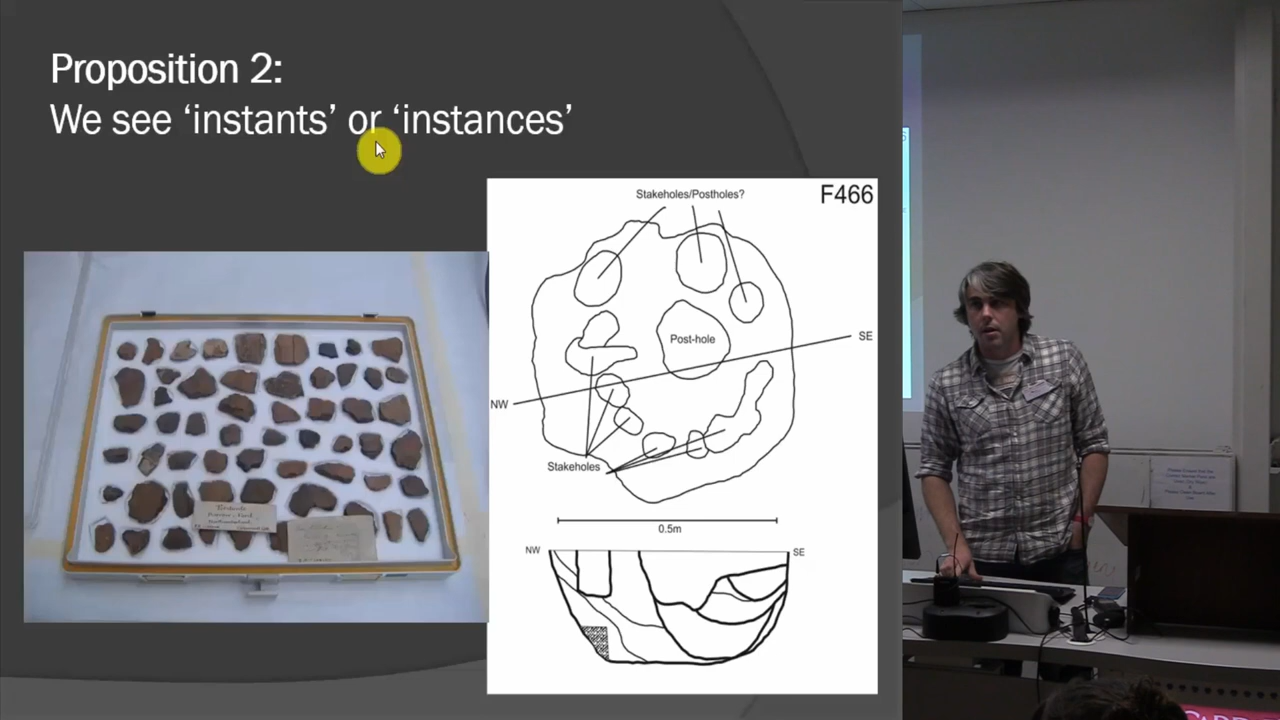 Proposition 2:
We see ‘instants’ or ‘instances’
Stakeholes/Postholes?
F466
Post-hole
SE
NW
Stakeholes
0.5m
NW
SE